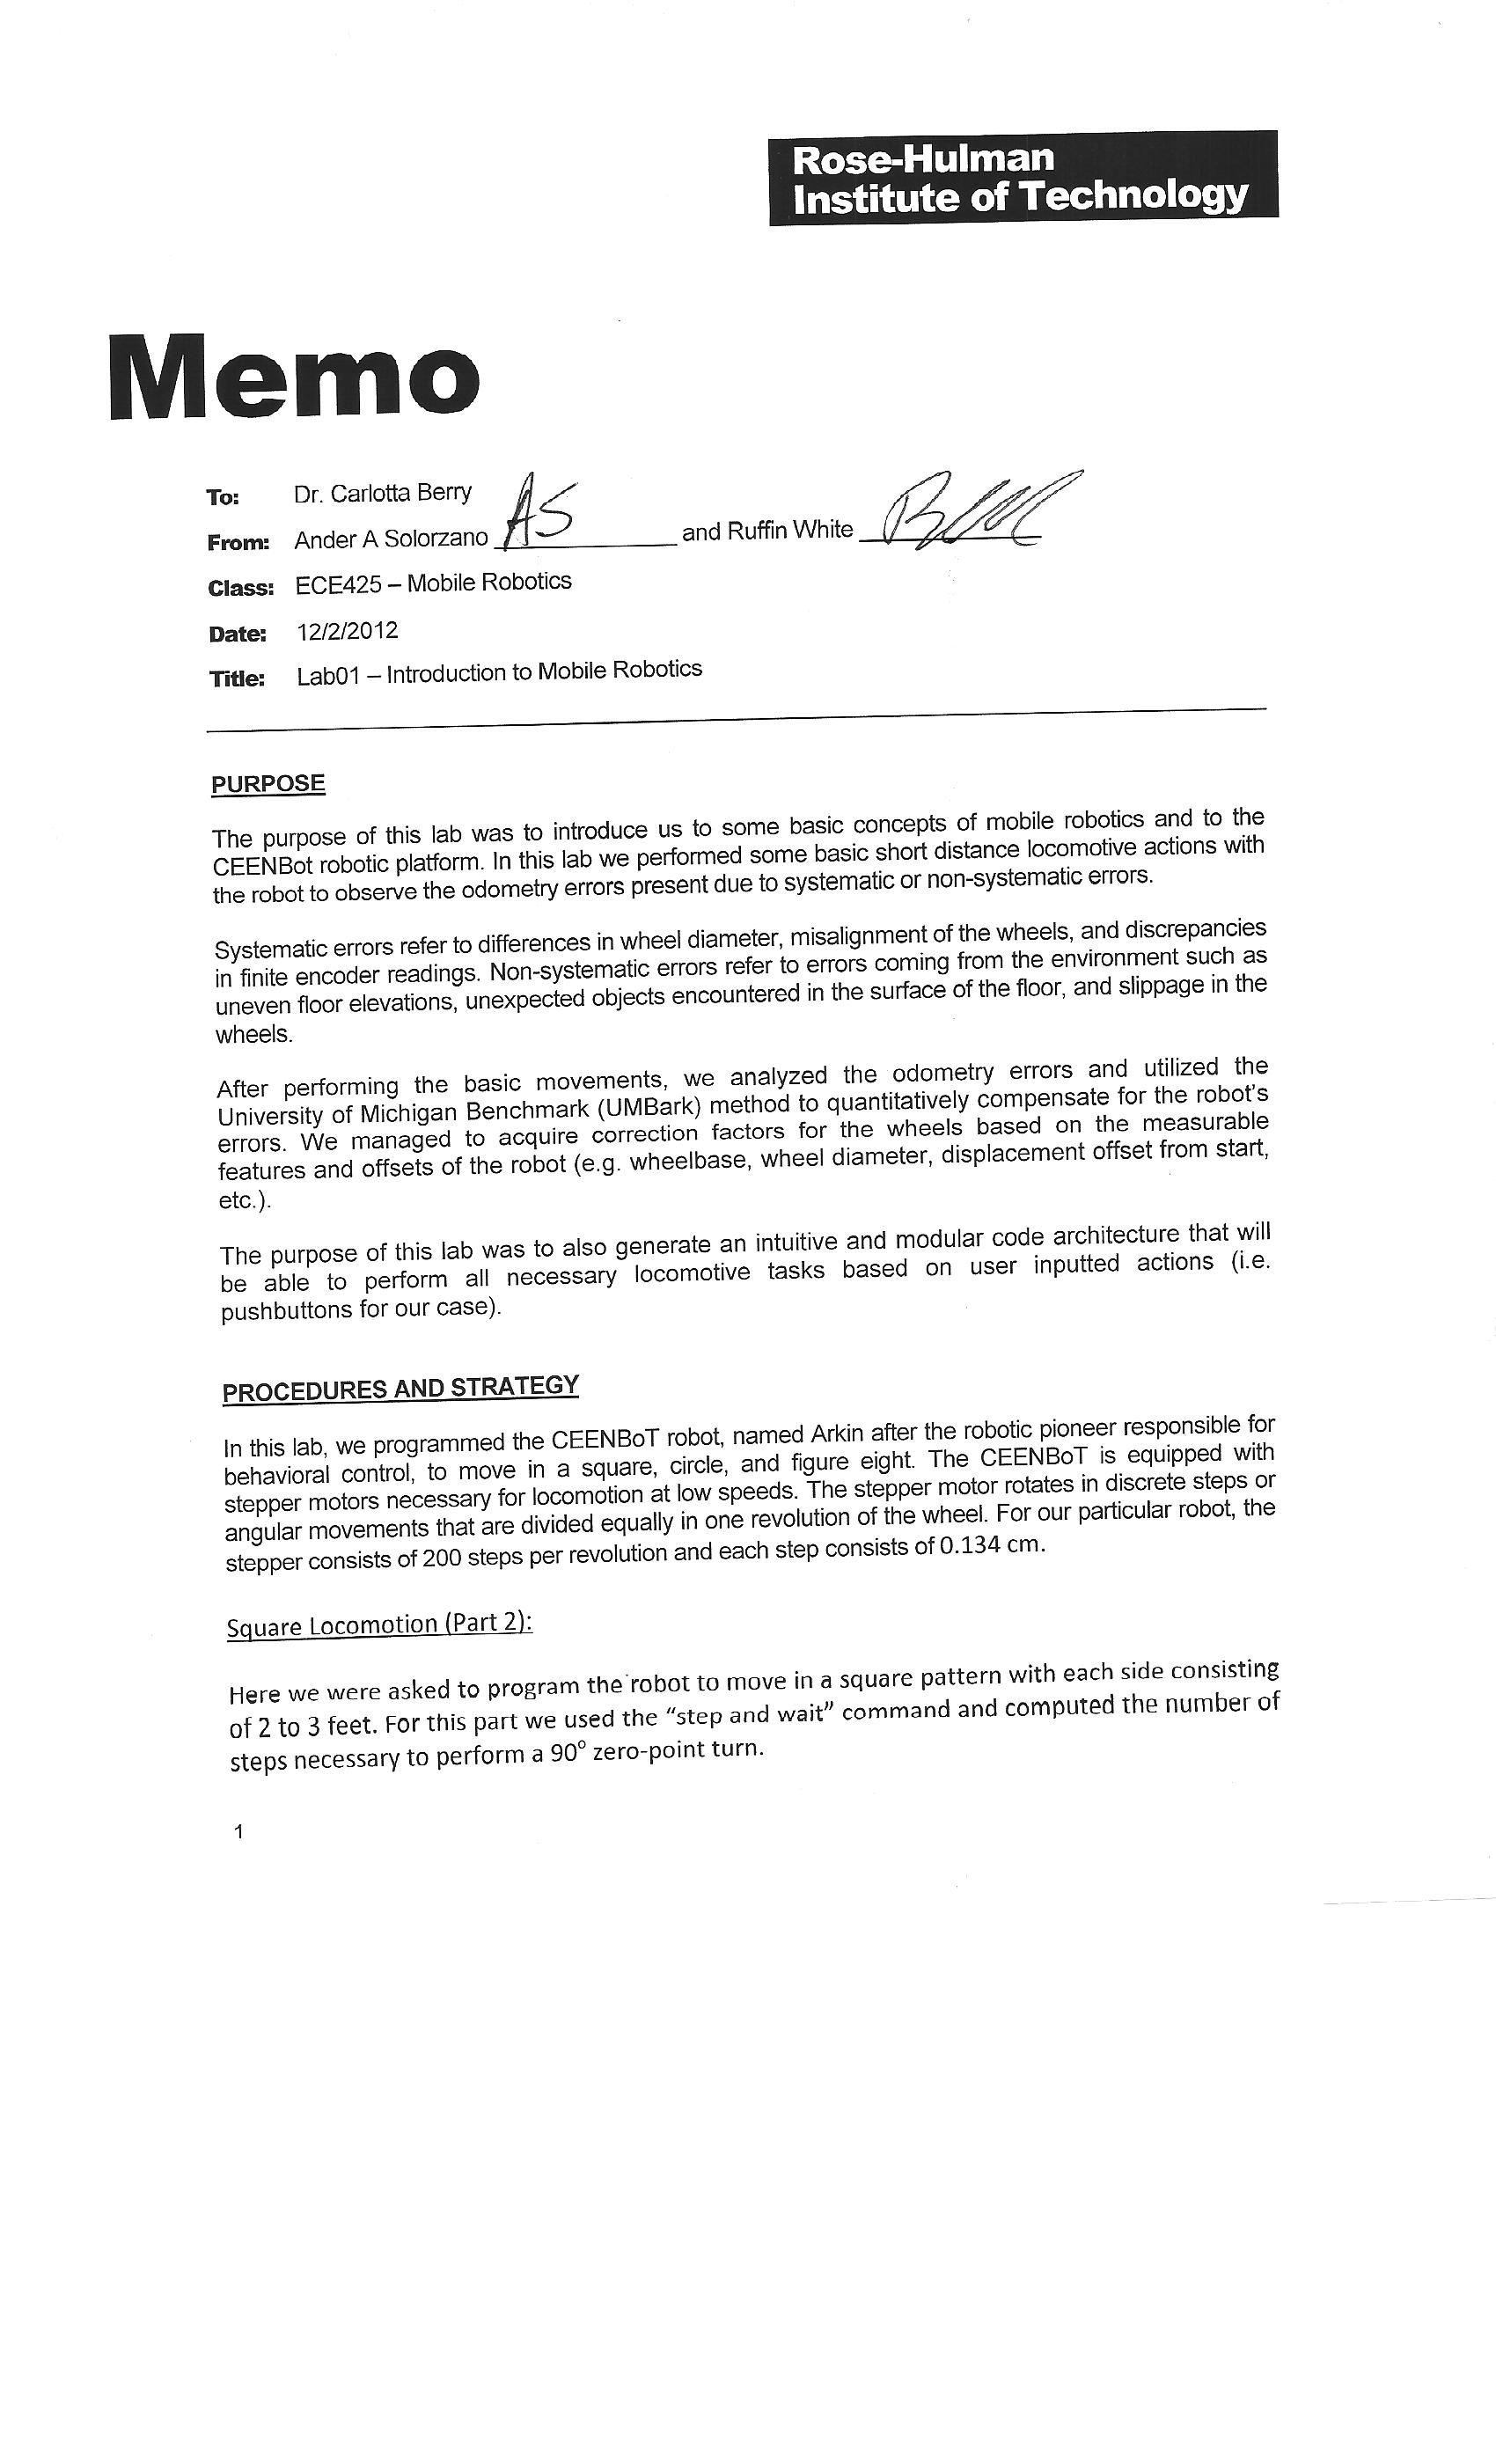 Rose-Hulman
Institute of Technology
Memo
To: Dr. Carlotta Berry
From: Ander A Solorzano AS and Ruffin White
Class: ECE425 – Mobile Robotics
Date: 12/2/2012
Title: Lab01 – Introduction to Mobile Robotics
PURPOSE
The purpose of this lab was to introduce us to some basic concepts of mobile robotics and to the
CEENBot robotic platform. In this lab we performed some basic short distance locomotive actions with
the robot to observe the odometry errors present due to systematic or non-systematic errors.
Systematic errors refer to differences in wheel diameter, misalignment of the wheels, and discrepancies
in finite encoder readings. Non-systematic errors refer to errors coming from the environment such as
uneven floor elevations, unexpected objects encountered in the surface of the floor, and slippage in the
wheels.
After performing the basic movements, we analyzed the odometry errors and utilized the
University of Michigan Benchmark (UMBark) method to quantitatively compensate for the robot's
errors. We managed to acquire correction factors for the wheels based on the measurable
features and offsets of the robot (e.g. wheelbase, wheel diameter, displacement offset from start,
etc.).
The purpose of this lab was to also generate an intuitive and modular code architecture that will
be able to perform all necessary locomotive tasks based on user inputted actions (i.e.
pushbuttons for our case).
PROCEDURES AND STRATEGY
In this lab, we programmed the CEENBoT robot, named Arkin after the robotic pioneer responsible for
behavioral control, to move in a square, circle, and figure eight. The CEENBoT is equipped with
stepper motors necessary for locomotion at low speeds. The stepper motor rotates in discrete steps or
angular movements that are divided equally in one revolution of the wheel. For our particular robot, the
stepper consists of 200 steps per revolution and each step consists of 0.134 cm.
Square Locomotion (Part 2):
Here we were asked to program the robot to move in a square pattern with each side consisting
of 2 to 3 feet. For this part we used the “step and wait” command and computed the number of
steps necessary to perform a 90° zero-point turn.
1